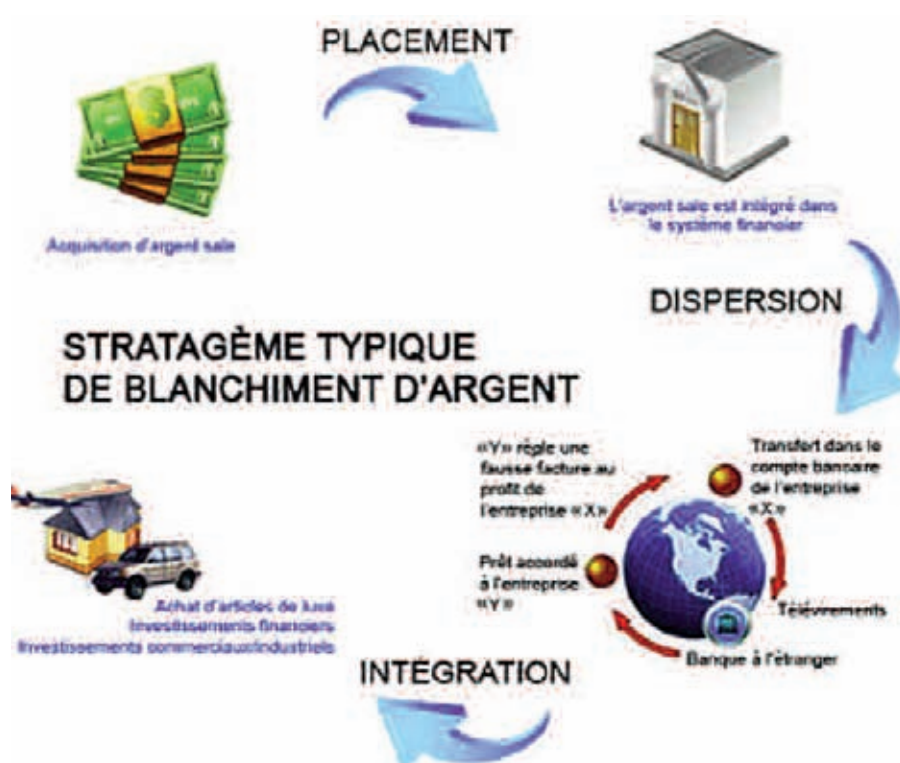 PLACEMENT
Acquisition d'argent sale
L'argent sale est intégré dans
le système financier
DISPERSION
STRATAGÈME TYPIQUE
DE BLANCHIMENT D'ARGENT
«Y» règle une
fausse facture au
profit de
l'entreprise «X»
Transfert dans le
compte bancaire
de l'entreprise
«X»
Prêt accordé
à l'entreprise
«Y»
Télévirements
Banque à l'étranger
Achat d'articles de luxe
Investissements financiers
Investissements commerciaux/industriels
INTÉGRATION